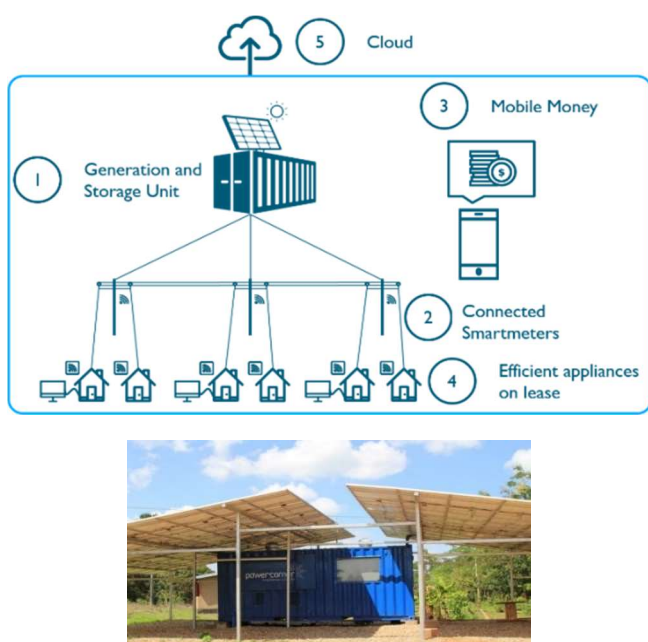 5 Cloud
3 Mobile Money
$
1 Generation and
Storage Unit
2 Connected
Smartmeters
4 Efficient appliances
on lease
powercorner